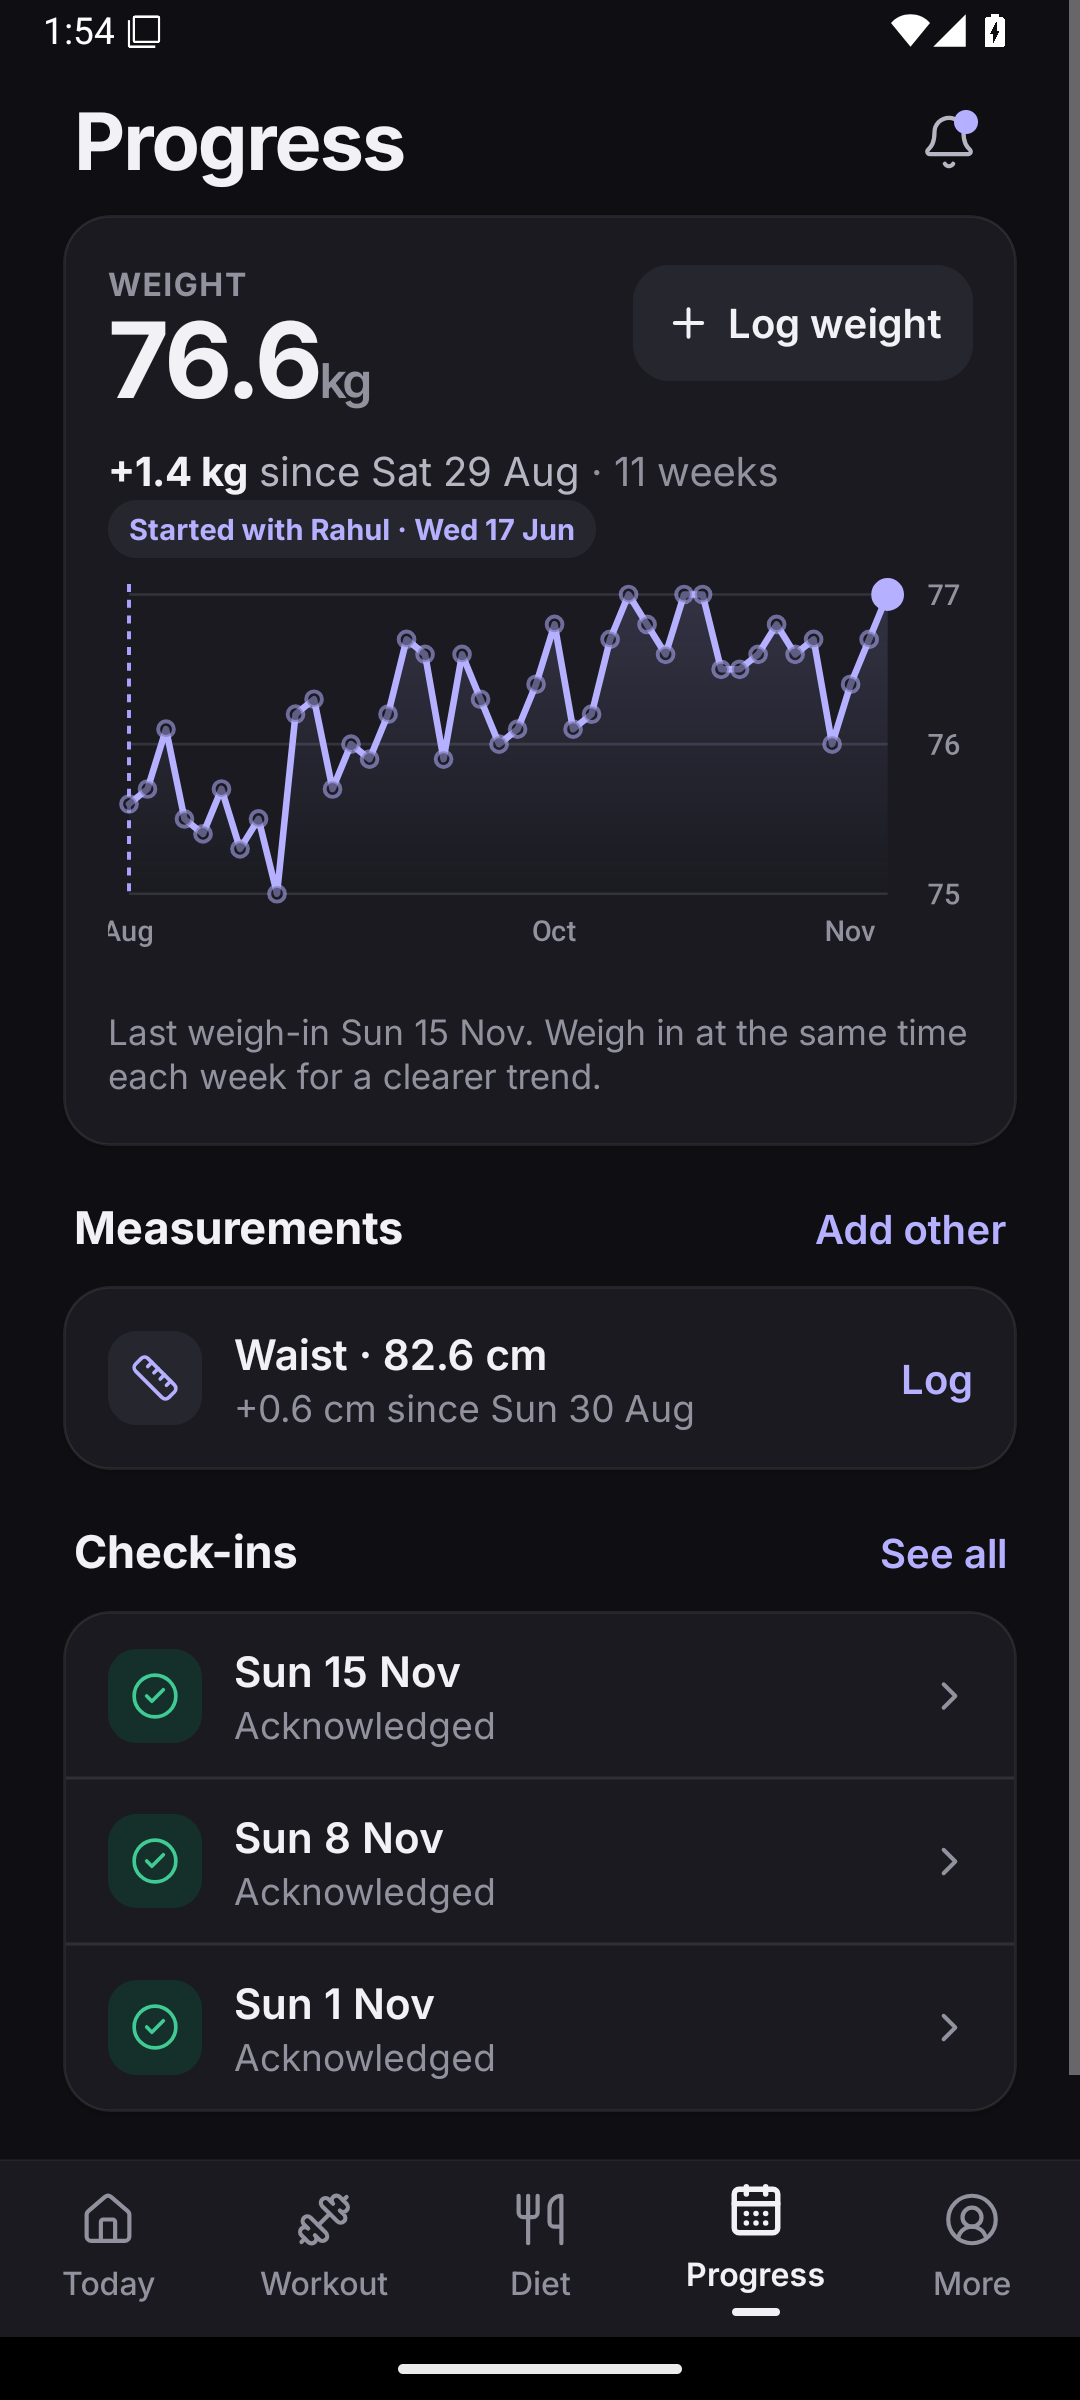 1:54
Progress
WEIGHT
76.6kg
+ Log weight
+1.4 kg since Sat 29 Aug · 11 weeks
Started with Rahul · Wed 17 Jun
77
76
75
Aug Oct Nov
Last weigh-in Sun 15 Nov. Weigh in at the same time
each week for a clearer trend.
Measurements Add other
Waist · 82.6 cm
+0.6 cm since Sun 30 Aug
Log
Check-ins See all
Sun 15 Nov
Acknowledged
Sun 8 Nov
Acknowledged
Sun 1 Nov
Acknowledged
Today Workout Diet Progress More